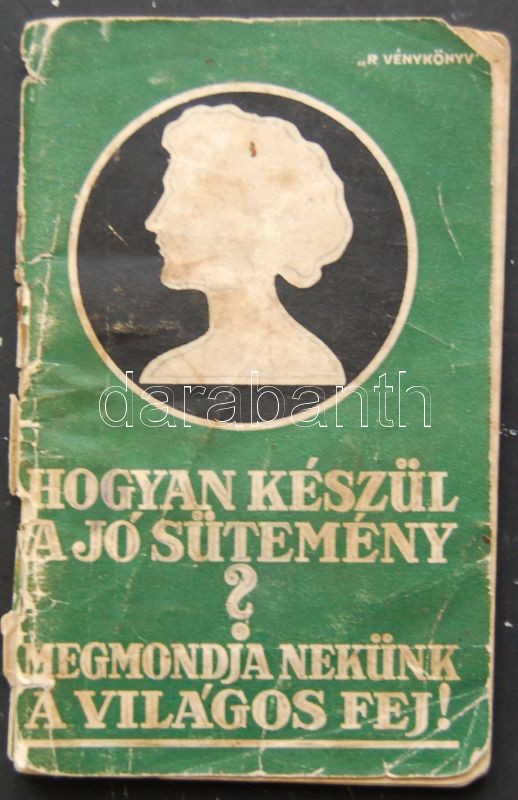 „R VÉNYKÖNYV"
darabanth
HOGYAN KÉSZÜL
A JÓ SÜTEMÉNY
?
MEGMONDJA NEKÜNK
A VILÁGOS FEJ!